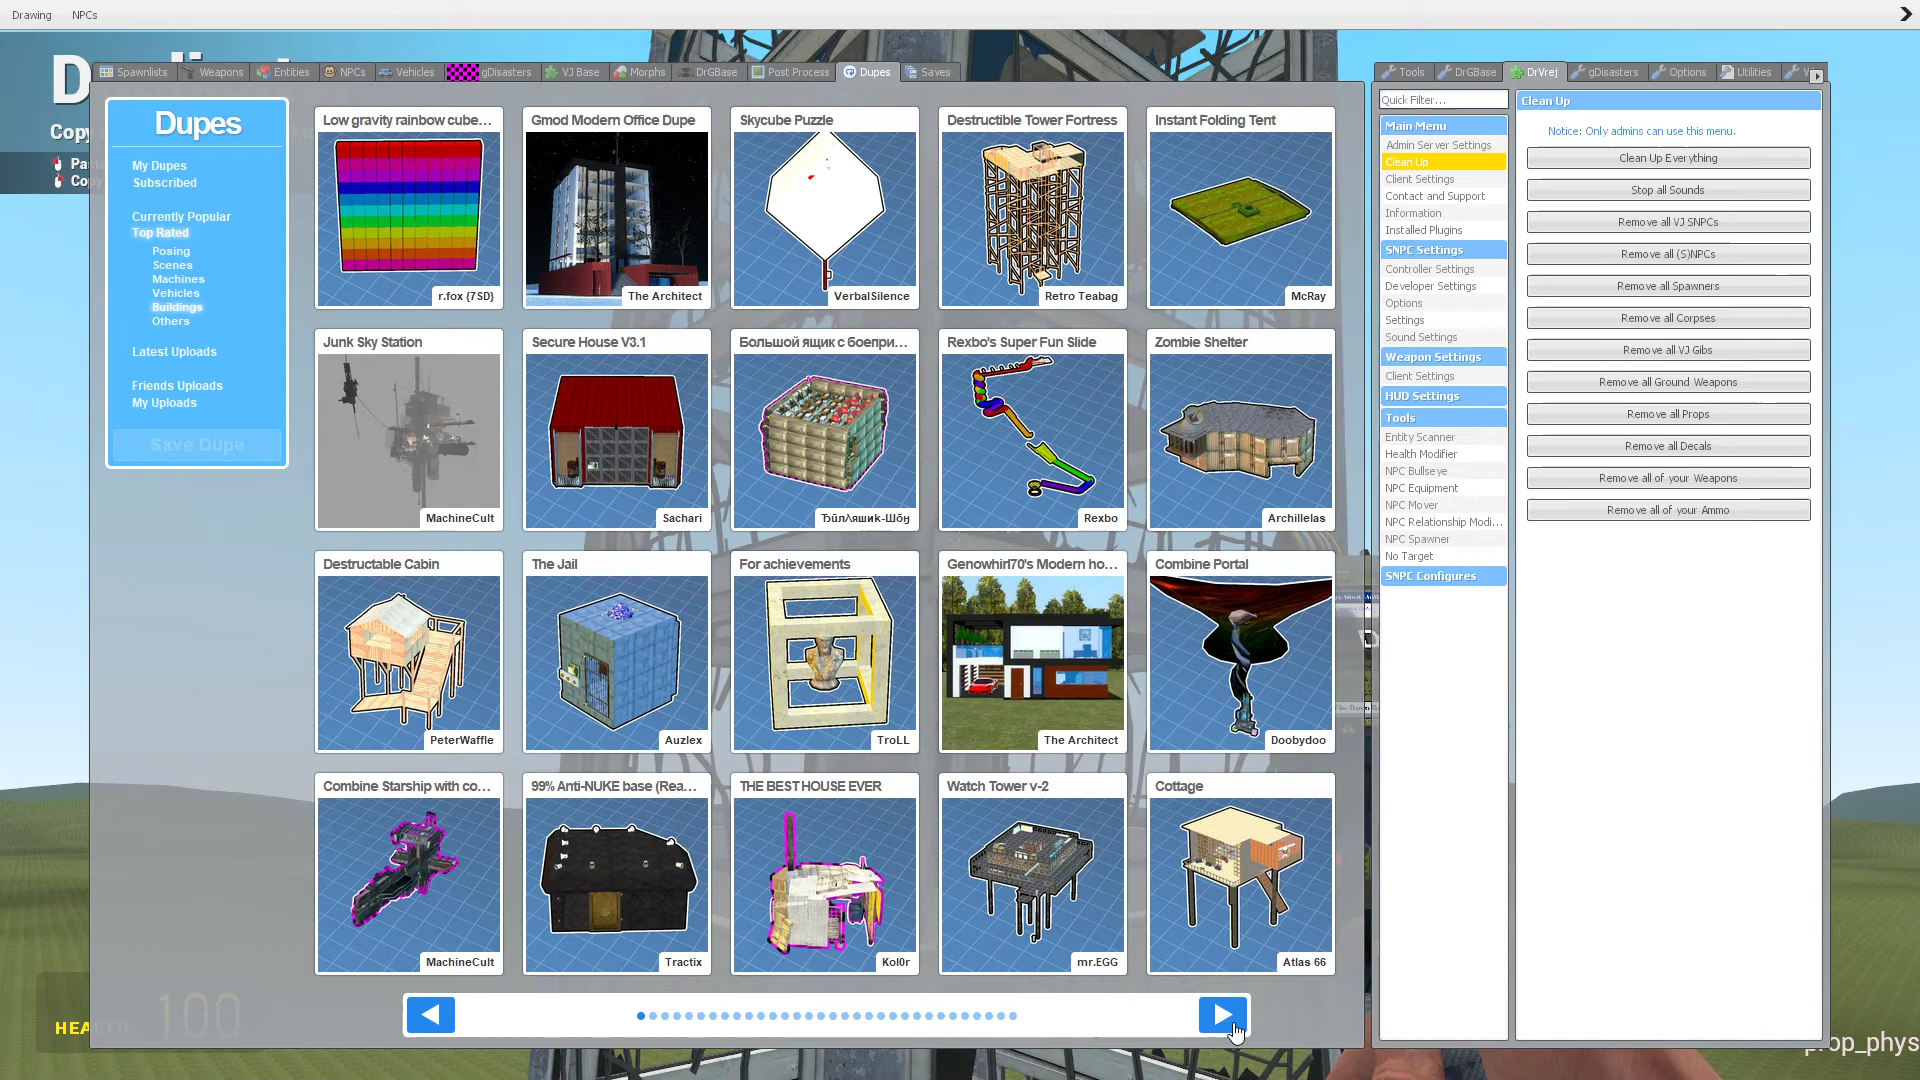 Drawing NPCs
Spawnlists Weapons Entities NPCs Vehicles gDisasters VJ Base Morphs DrGBase Post Process Dupes Saves
Tools DrGBase DrVrej gDisasters Options Utilities
Dupes
My Dupes
Subscribed
Currently Popular
Top Rated
Posing
Scenes
Machines
Vehicles
Buildings
Others
Latest Uploads
Friends Uploads
My Uploads
Save Dupe
Low gravity rainbow cube...
r.fox {7SD}
Gmod Modern Office Dupe
The Architect
Skycube Puzzle
VerbalSilence
Destructible Tower Fortress
Retro Teabag
Instant Folding Tent
McRay
Junk Sky Station
MachineCult
Secure House V3.1
Sachari
Большой ящик с боепри...
Rexbo's Super Fun Slide
Rexbo
Zombie Shelter
Archillelas
Destructable Cabin
PeterWaffle
The Jail
Auzlex
For achievements
TroLL
Genowhirl70's Modern ho...
The Architect
Combine Portal
Doobydoo
Combine Starship with co...
MachineCult
99% Anti-NUKE base (Rea...
Tractix
THE BEST HOUSE EVER
Kol0r
Watch Tower v-2
mr.EGG
Cottage
Atlas 66
Quick Filter...
Main Menu
Admin Server Settings
Clean Up
Client Settings
Contact and Support
Information
Installed Plugins
SNPC Settings
Controller Settings
Developer Settings
Options
Settings
Sound Settings
Weapon Settings
Client Settings
HUD Settings
Tools
Entity Scanner
Health Modifier
NPC Bullseye
NPC Equipment
NPC Mover
NPC Relationship Modi...
NPC Spawner
No Target
SNPC Configures
Clean Up
Notice: Only admins can use this menu.
Clean Up Everything
Stop all Sounds
Remove all VJ SNPCs
Remove all (S)NPCs
Remove all Spawners
Remove all Corpses
Remove all VJ Gibs
Remove all Ground Weapons
Remove all Props
Remove all Decals
Remove all of your Weapons
Remove all of your Ammo
HEALTH 100
prop_phys